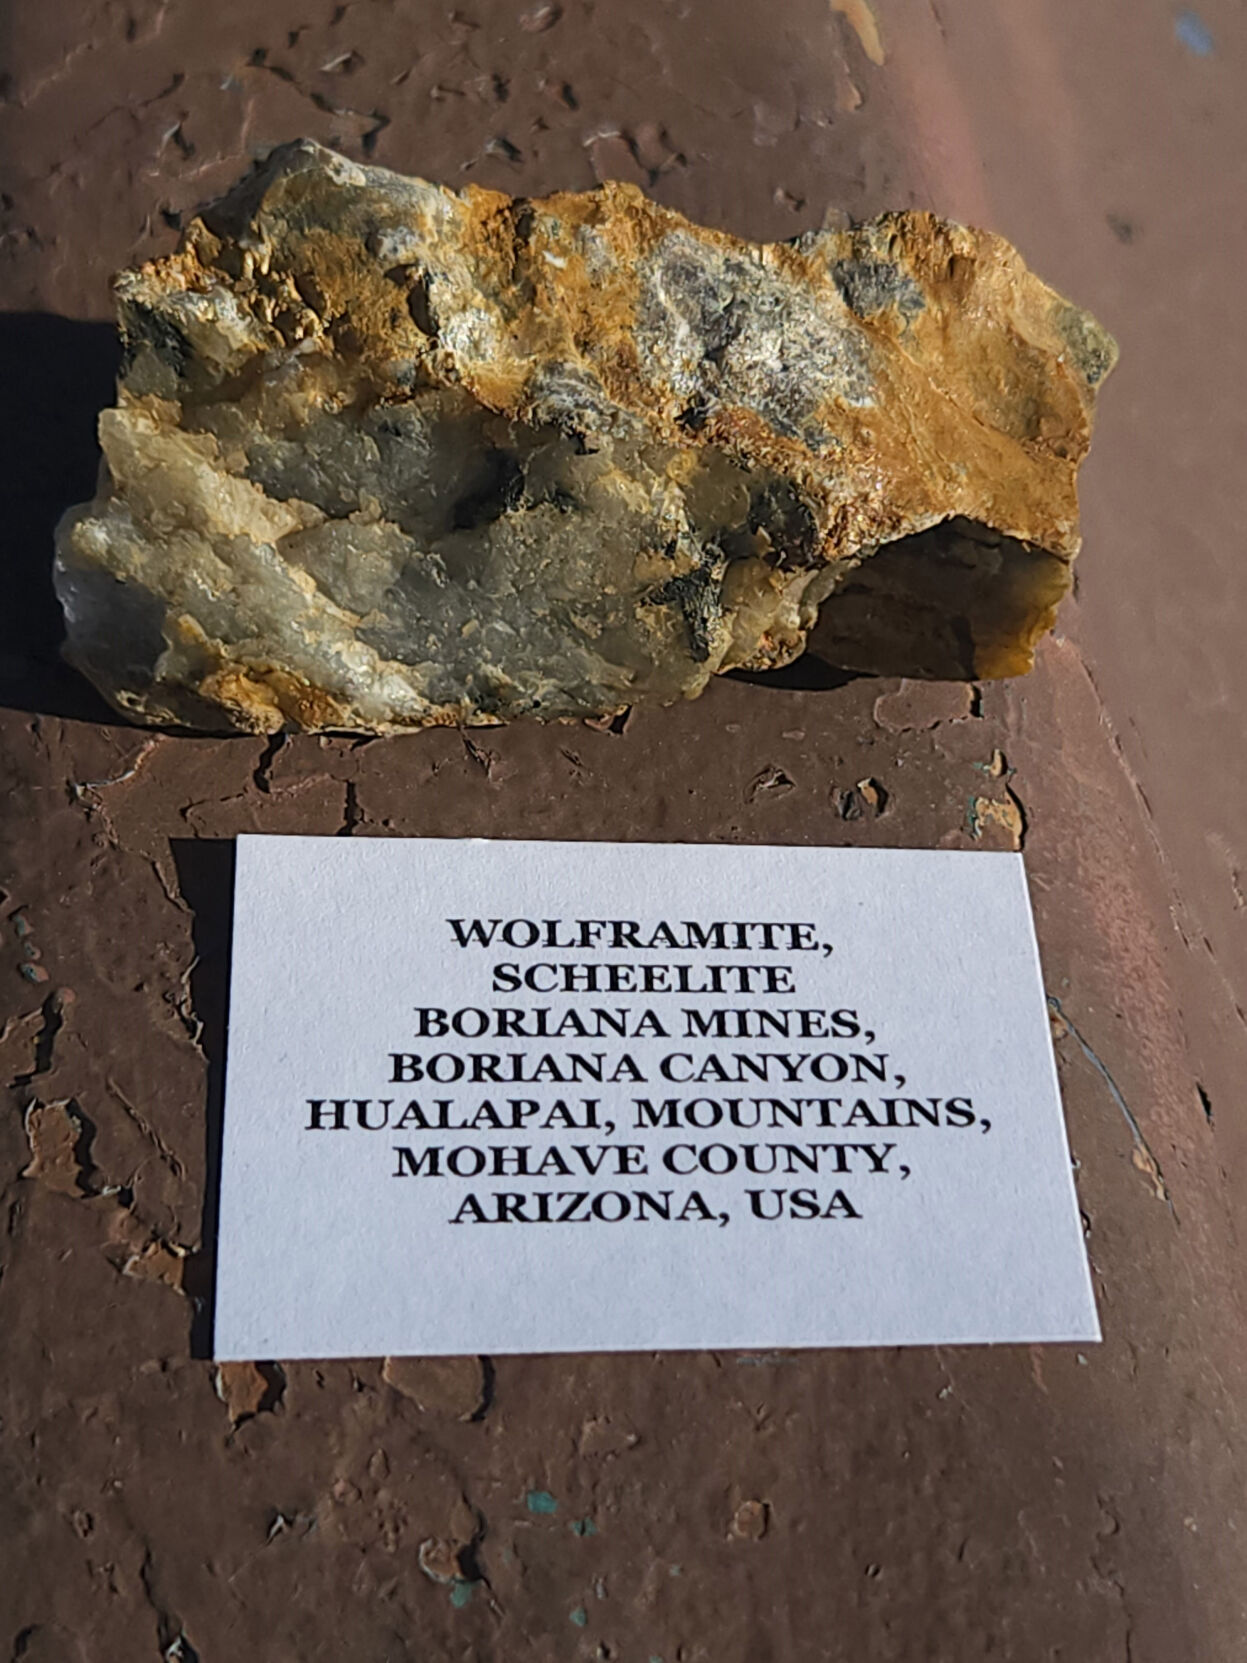 WOLFRAMITE,
SCHEELITE
BORIANA MINES,
BORIANA CANYON,
HUALAPAI, MOUNTAINS,
MOHAVE COUNTY,
ARIZONA, USA